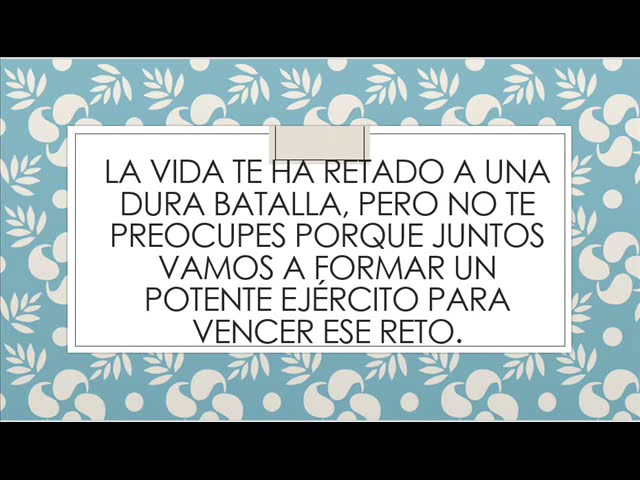 LA VIDA TE HA RETADO A UNA
DURA BATALLA, PERO NO TE
PREOCUPES PORQUE JUNTOS
VAMOS A FORMAR UN
POTENTE EJÉRCITO PARA
VENCER ESE RETO.